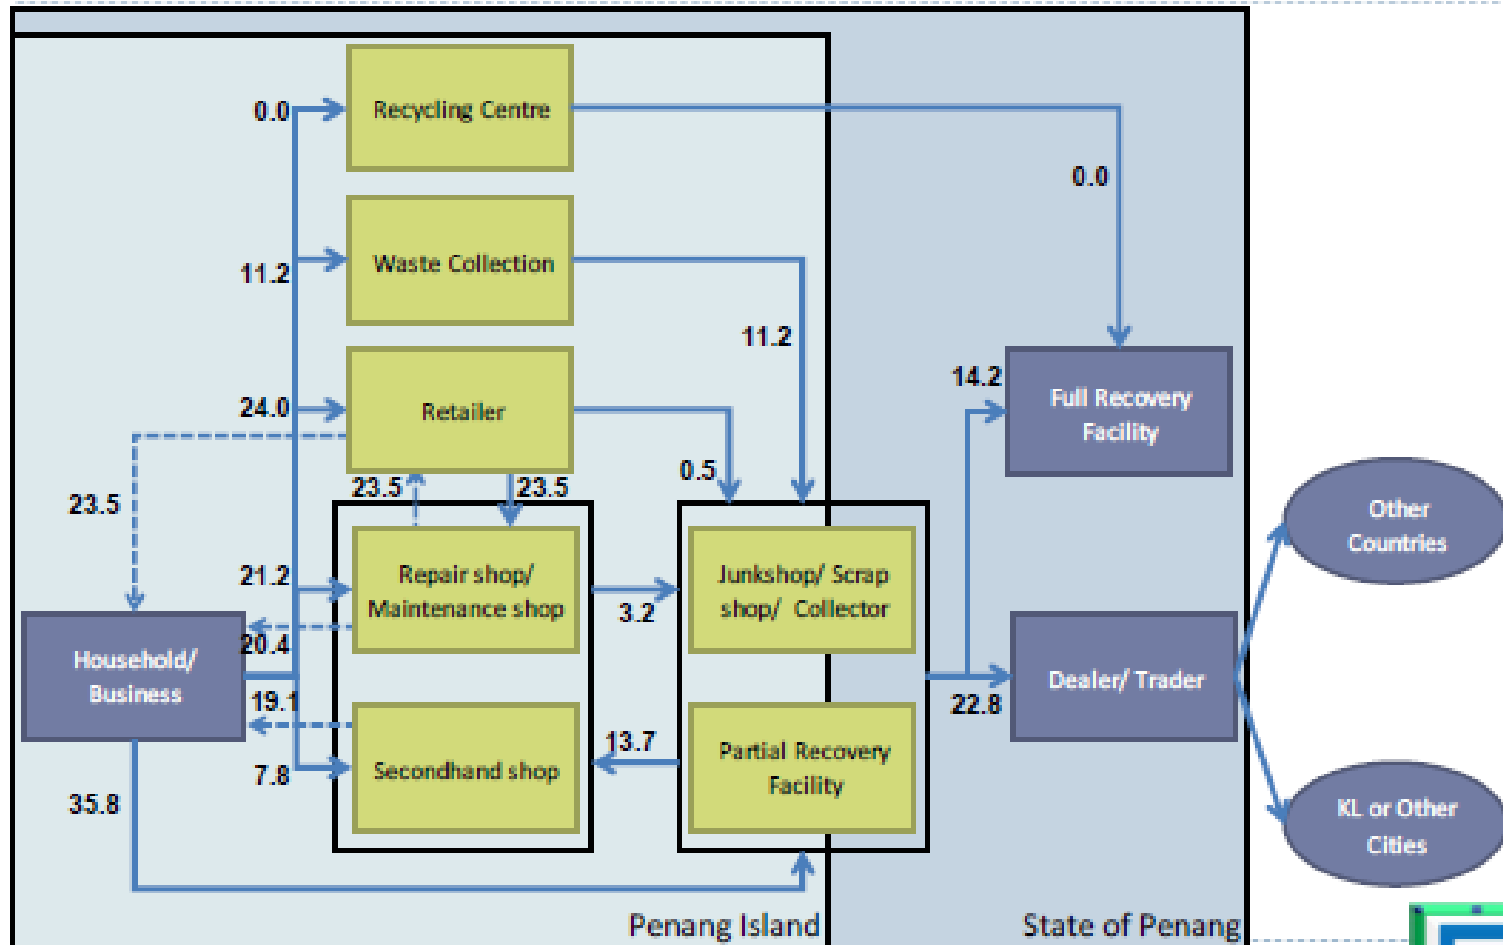 0.0
Recycling Centre
0.0
11.2
Waste Collection
11.2
24.0
Retailer
0.5
14.2
Full Recovery
Facility
23.5
23.5
23.5
Other
Countries
21.2
Repair shop/
Maintenance shop
3.2
Junkshop/ Scrap
shop/ Collector
20.4
Household/
Business
19.1
22.8
Dealer/ Trader
7.8
Secondhand shop
13.7
Partial Recovery
Facility
35.8
KL or Other
Cities
Penang Island
State of Penang